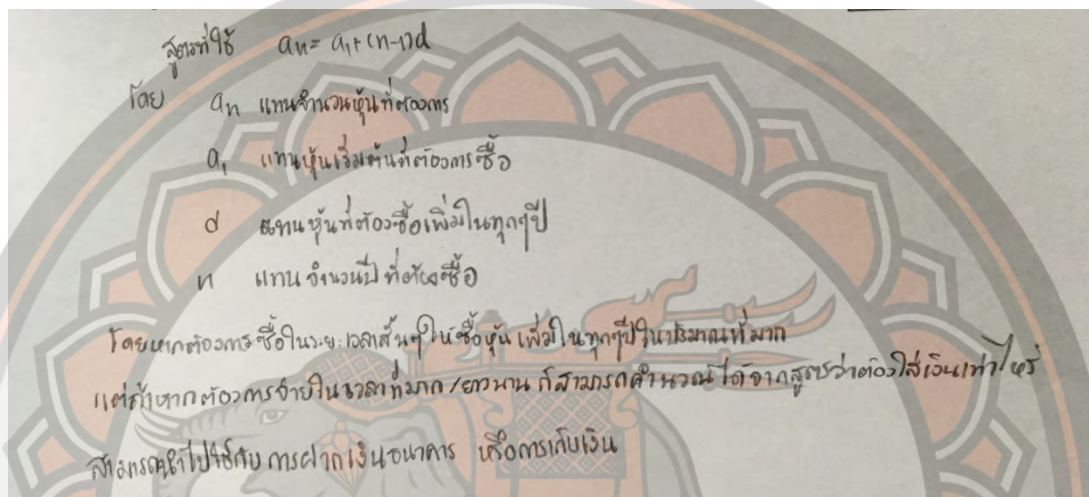 สูตรที่ใช้ an = a1+(n-1)d
โดย an แทนจำนวนหุ้นที่ต้องการ
a1 แทนหุ้นเริ่มต้นที่ต้องการซื้อ
d แทนหุ้นที่ต้องซื้อเพิ่มในทุกๆปี
n แทน จำนวนปี ที่ต้องซื้อ
โดยหากต้องการซื้อในระยะเวลาสั้นๆ ให้ซื้อหุ้น เพิ่มในทุกๆปีในปริมาณที่มาก
แต่ถ้าหากต้องการจ่ายในเวลาที่มาก/ยาวนาน ก็สามารถคำนวณได้จากสูตรว่าต้องใส่เงินเท่าไหร่
สามารถนำไปใช้กับ การฝากเงินธนาคาร หรือการเก็บเงิน